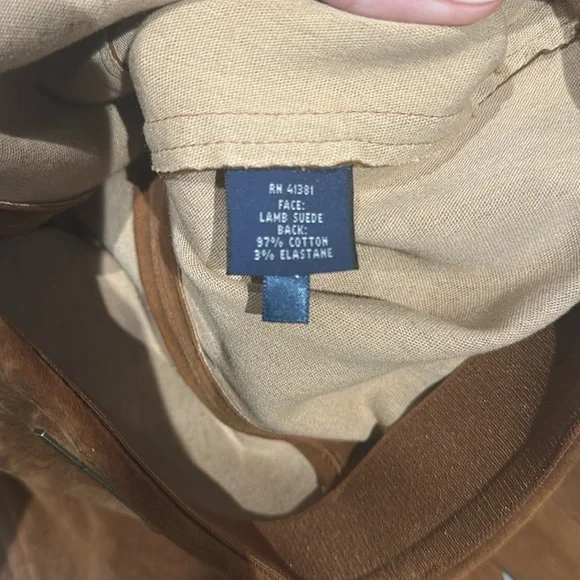 RN 41381
FACE:
LAMB SUEDE
BACK:
97% COTTON
3% ELASTANE